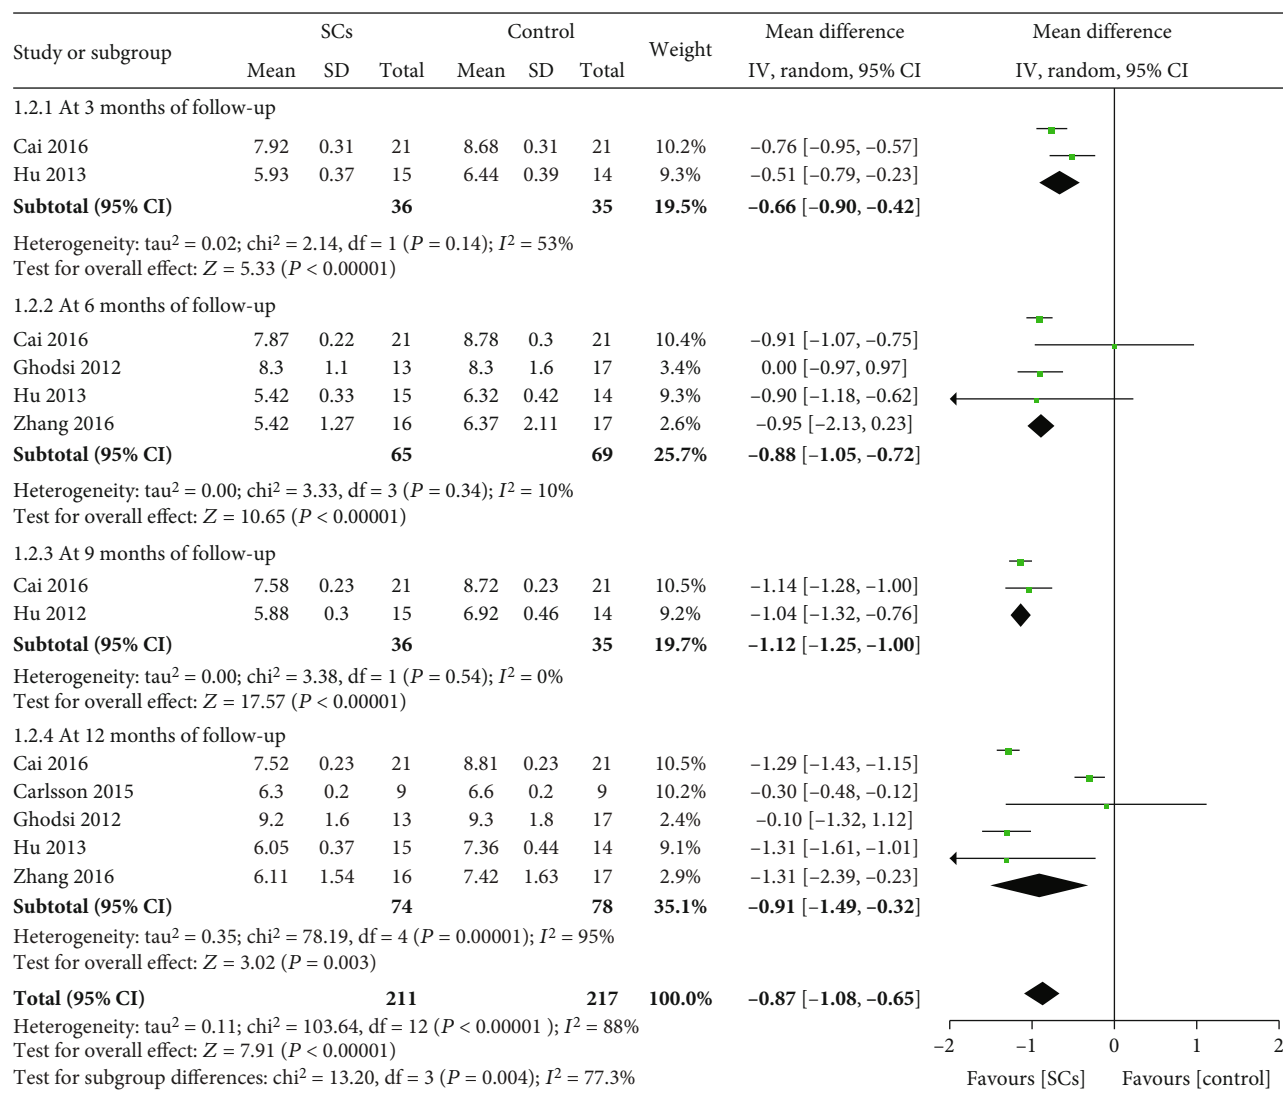 SCs Control Mean difference Mean difference
Study or subgroup Weight
Mean SD Total Mean SD Total IV, random, 95% CI IV, random, 95% CI
1.2.1 At 3 months of follow-up
Cai 2016 7.92 0.31 21 8.68 0.31 21 10.2% –0.76 [–0.95, –0.57]
Hu 2013 5.93 0.37 15 6.44 0.39 14 9.3% –0.51 [–0.79, –0.23]
Subtotal (95% CI) 36 35 19.5% –0.66 [–0.90, –0.42]
Heterogeneity: tau² = 0.02; chi² = 2.14, df = 1 (P = 0.14); I² = 53%
Test for overall effect: Z = 5.33 (P < 0.00001)
1.2.2 At 6 months of follow-up
Cai 2016 7.87 0.22 21 8.78 0.3 21 10.4% –0.91 [–1.07, –0.75]
Ghodsi 2012 8.3 1.1 13 8.3 1.6 17 3.4% 0.00 [–0.97, 0.97]
Hu 2013 5.42 0.33 15 6.32 0.42 14 9.3% –0.90 [–1.18, –0.62]
Zhang 2016 5.42 1.27 16 6.37 2.11 17 2.6% –0.95 [–2.13, 0.23]
Subtotal (95% CI) 65 69 25.7% –0.88 [–1.05, –0.72]
Heterogeneity: tau² = 0.00; chi² = 3.33, df = 3 (P = 0.34); I² = 10%
Test for overall effect: Z = 10.65 (P < 0.00001)
1.2.3 At 9 months of follow-up
Cai 2016 7.58 0.23 21 8.72 0.23 21 10.5% –1.14 [–1.28, –1.00]
Hu 2012 5.88 0.3 15 6.92 0.46 14 9.2% –1.04 [–1.32, –0.76]
Subtotal (95% CI) 36 35 19.7% –1.12 [–1.25, –1.00]
Heterogeneity: tau² = 0.00; chi² = 3.38, df = 1 (P = 0.54); I² = 0%
Test for overall effect: Z = 17.57 (P < 0.00001)
1.2.4 At 12 months of follow-up
Cai 2016 7.52 0.23 21 8.81 0.23 21 10.5% –1.29 [–1.43, –1.15]
Carlsson 2015 6.3 0.2 9 6.6 0.2 9 10.2% –0.30 [–0.48, –0.12]
Ghodsi 2012 9.2 1.6 13 9.3 1.8 17 2.4% –0.10 [–1.32, 1.12]
Hu 2013 6.05 0.37 15 7.36 0.44 14 9.1% –1.31 [–1.61, –1.01]
Zhang 2016 6.11 1.54 16 7.42 1.63 17 2.9% –1.31 [–2.39, –0.23]
Subtotal (95% CI) 74 78 35.1% –0.91 [–1.49, –0.32]
Heterogeneity: tau² = 0.35; chi² = 78.19, df = 4 (P = 0.00001); I² = 95%
Test for overall effect: Z = 3.02 (P = 0.003)
Total (95% CI) 211 217 100.0% –0.87 [–1.08, –0.65]
Heterogeneity: tau² = 0.11; chi² = 103.64, df = 12 (P < 0.00001 ); I² = 88%
Test for overall effect: Z = 7.91 (P < 0.00001)
–2 –1 0 1 2
Test for subgroup differences: chi² = 13.20, df = 3 (P = 0.004); I² = 77.3%
Favours [SCs] Favours [control]